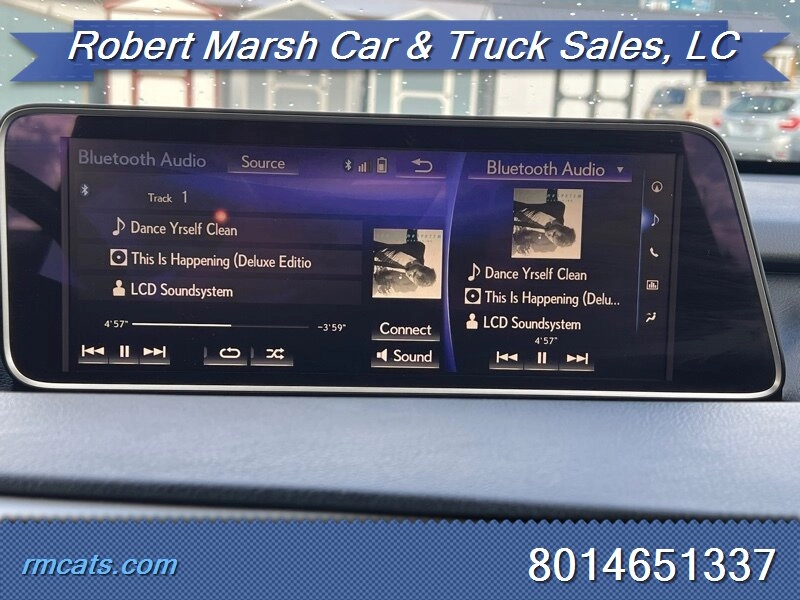 Robert Marsh Car & Truck Sales, LC
Bluetooth Audio
Source
Track 1
Dance Yrself Clean
This Is Happening (Deluxe Editio
LCD Soundsystem
4'57" -3'59"
Connect
Sound
Bluetooth Audio
Dance Yrself Clean
This Is Happening (Delu...
LCD Soundsystem
4'57"
rmcats.com
8014651337